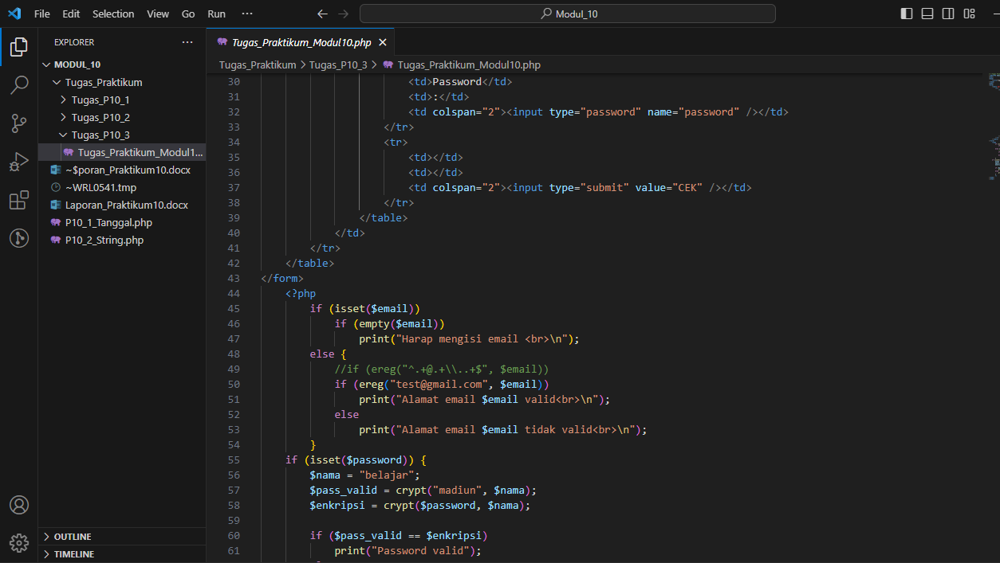 File Edit Selection View Go Run ···
Modul_10
EXPLORER ···
MODUL_10
Tugas_Praktikum
Tugas_P10_1
Tugas_P10_2
Tugas_P10_3
Tugas_Praktikum_Modul1...
~$poran_Praktikum10.docx
~WRL0541.tmp
Laporan_Praktikum10.docx
P10_1_Tanggal.php
P10_2_String.php
OUTLINE
TIMELINE
Tugas_Praktikum_Modul10.php
Tugas_Praktikum > Tugas_P10_3 > Tugas_Praktikum_Modul10.php
30 <td>Password</td>
31 <td>:</td>
32 <td colspan="2"><input type="password" name="password" /></td>
33 </tr>
34 <tr>
35 <td></td>
36 <td></td>
37 <td colspan="2"><input type="submit" value="CEK" /></td>
38 </tr>
39 </table>
40 </td>
41 </tr>
42 </table>
43 </form>
44 <?php
45 if (isset($email))
46 if (empty($email))
47 print("Harap mengisi email <br>\n");
48 else {
49 //if (ereg("^.+@.+\\..+$", $email))
50 if (ereg("test@gmail.com", $email))
51 print("Alamat email $email valid<br>\n");
52 else
53 print("Alamat email $email tidak valid<br>\n");
54 }
55 if (isset($password)) {
56 $nama = "belajar";
57 $pass_valid = crypt("madiun", $nama);
58 $enkripsi = crypt($password, $nama);
59
60 if ($pass_valid == $enkripsi)
61 print("Password valid");